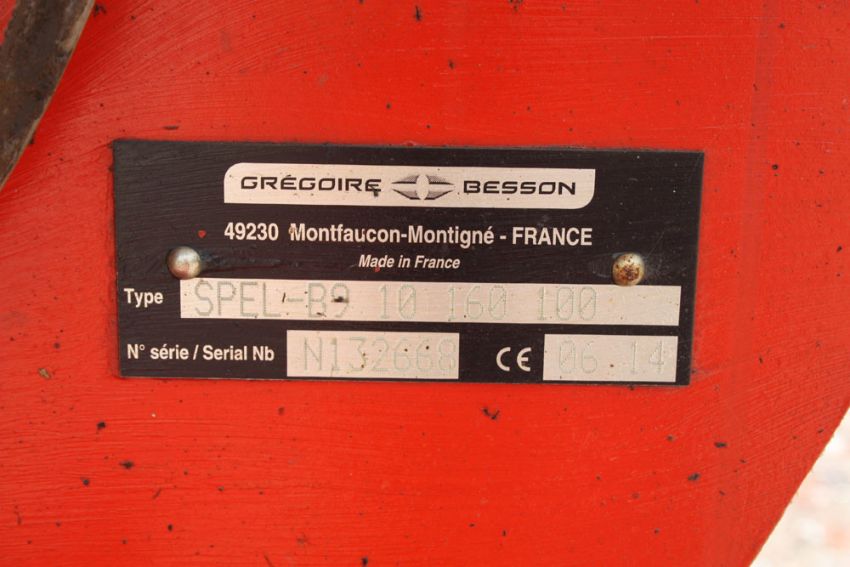 GRÉGOIRE BESSON
49230 Montfaucon-Montigné - FRANCE
Made in France
Type SPEL-B9 10 160 100
N° série / Serial Nb N132668 CE 06 14